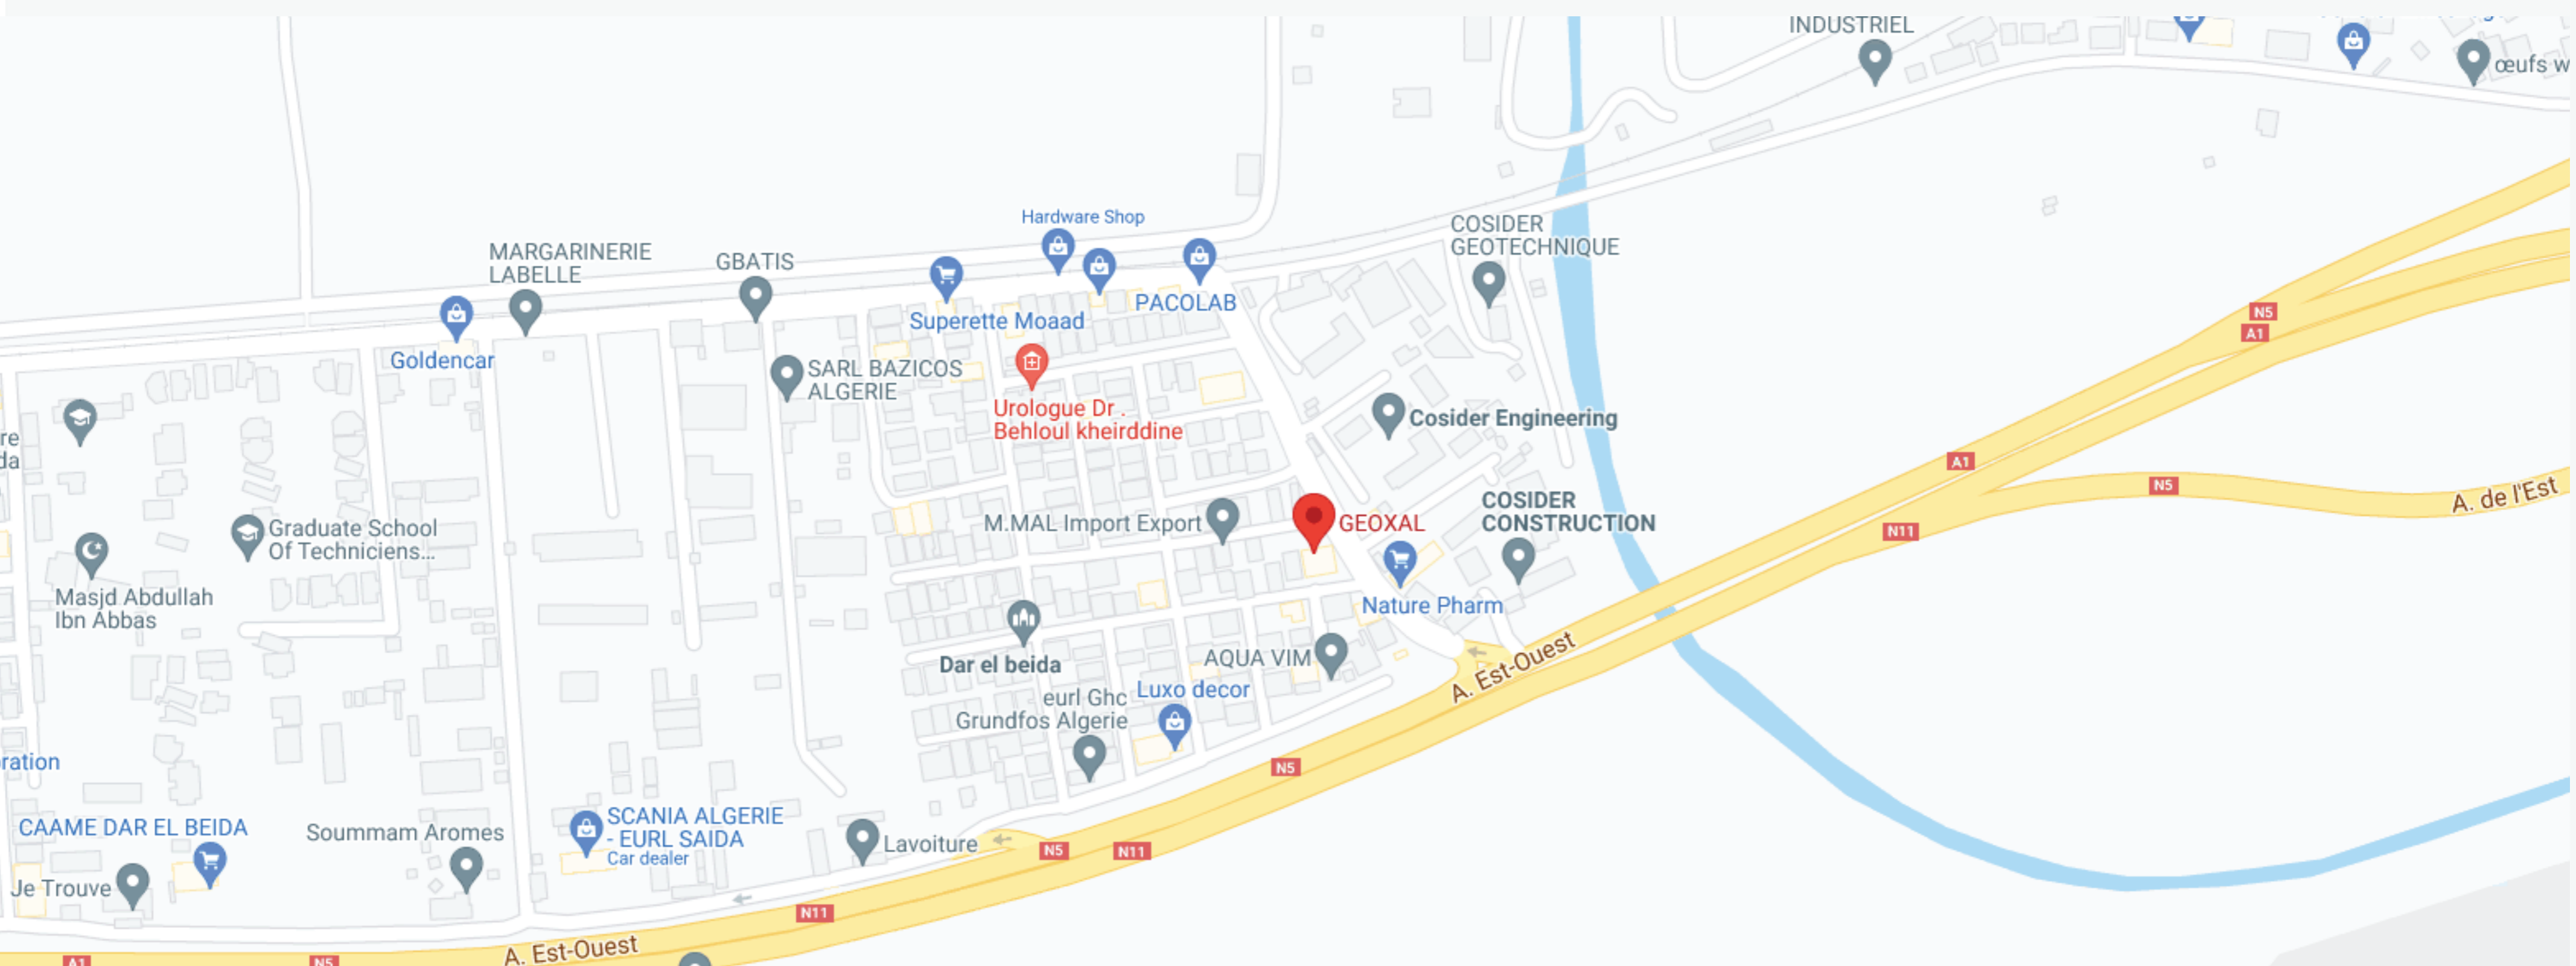 INDUSTRIEL
œufs w
Hardware Shop
COSIDER
GEOTECHNIQUE
MARGARINERIE
LABELLE
GBATIS
PACOLAB
Superette Moaad
Goldencar
SARL BAZICOS
ALGERIE
Urologue Dr .
Behloul kheirddine
Cosider Engineering
N5
A1
A1
N5
A. de l'Est
N11
re
da
COSIDER
CONSTRUCTION
M.MAL Import Export
GEOXAL
Graduate School
Of Techniciens...
Masjd Abdullah
Ibn Abbas
Nature Pharm
Dar el beida
AQUA VIM
A. Est-Ouest
eurl Ghc
Grundfos Algerie
Luxo decor
ration
N5
CAAME DAR EL BEIDA
Soummam Aromes
SCANIA ALGERIE
- EURL SAIDA
Car dealer
Lavoiture
N5
N11
Je Trouve
N11
A. Est-Ouest
A1
N5